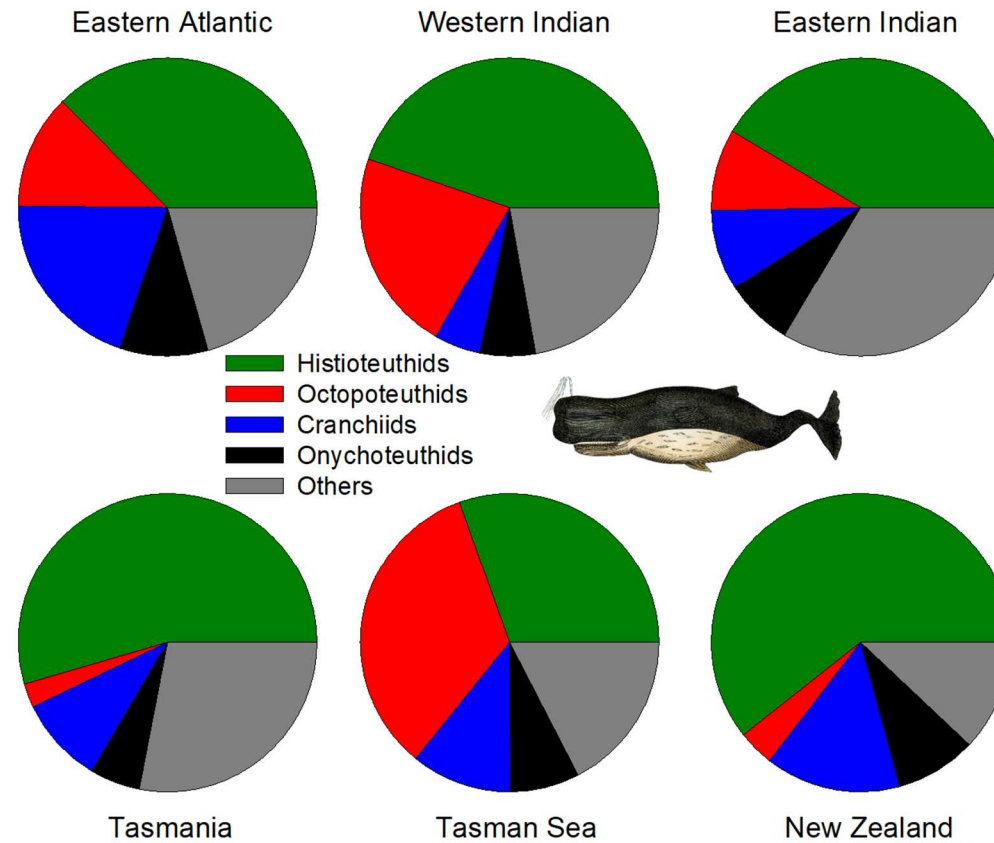 Eastern Atlantic
Western Indian
Eastern Indian
Histioteuthids
Octopoteuthids
Cranchiids
Onychoteuthids
Others
Tasmania
Tasman Sea
New Zealand